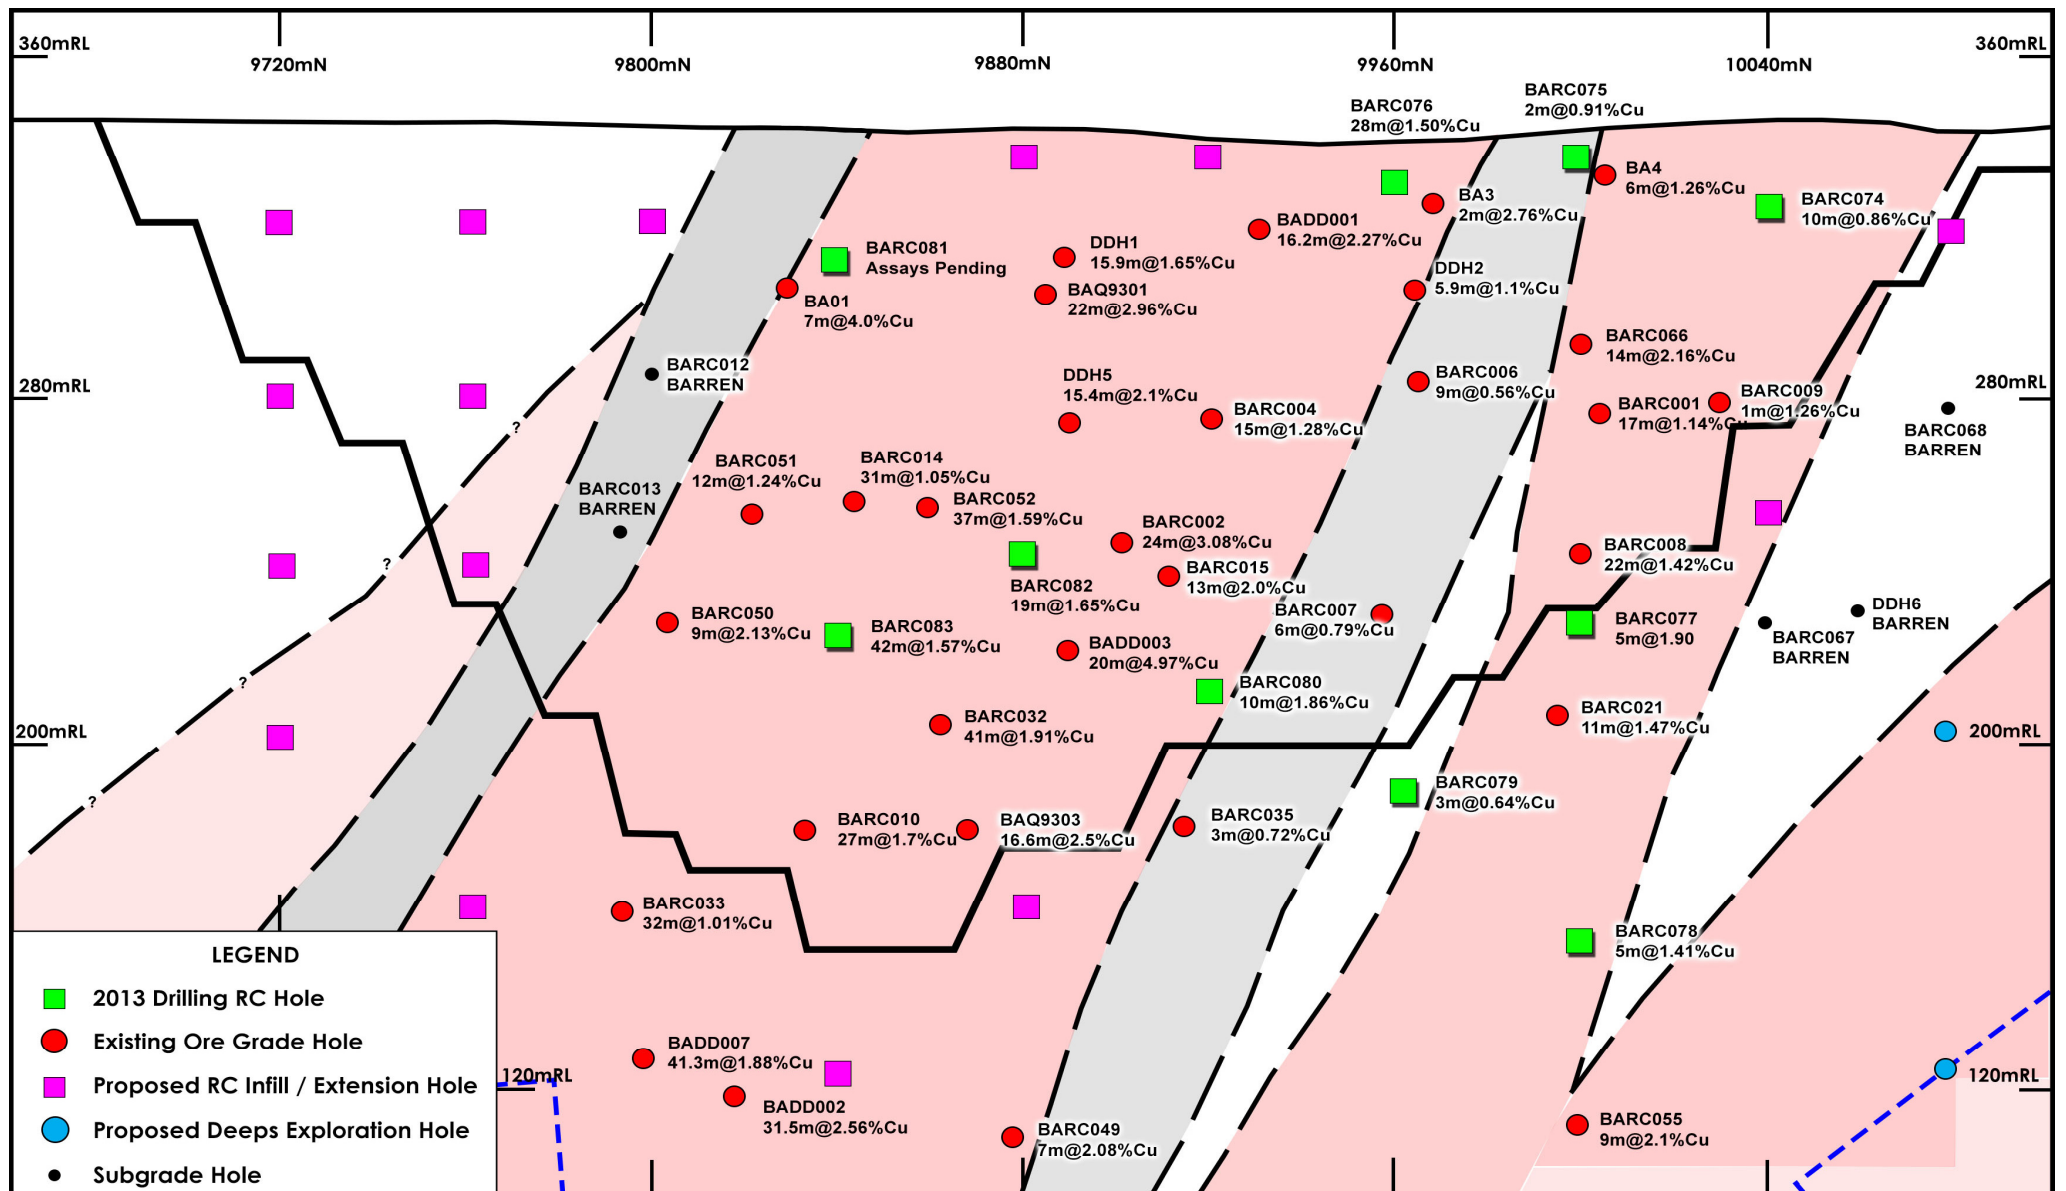 360mRL
360mRL
9720mN
9800mN
9880mN
9960mN
10040mN
BARC076
28m@1.50%Cu
BARC075
2m@0.91%Cu
BA4
6m@1.26%Cu
BARC074
10m@0.86%Cu
BA3
2m@2.76%Cu
BADD001
16.2m@2.27%Cu
DDH1
15.9m@1.65%Cu
BARC081
Assays Pending
BAQ9301
22m@2.96%Cu
DDH2
5.9m@1.1%Cu
BA01
7m@4.0%Cu
BARC066
14m@2.16%Cu
BARC012
BARREN
280mRL
280mRL
DDH5
15.4m@2.1%Cu
BARC006
9m@0.56%Cu
BARC009
1m@1.26%Cu
BARC004
15m@1.28%Cu
BARC001
17m@1.14%Cu
BARC068
BARREN
?
BARC051
12m@1.24%Cu
BARC014
31m@1.05%Cu
BARC013
BARREN
BARC052
37m@1.59%Cu
BARC002
24m@3.08%Cu
BARC008
22m@1.42%Cu
?
BARC015
13m@2.0%Cu
BARC082
19m@1.65%Cu
BARC007
6m@0.79%Cu
DDH6
BARREN
BARC050
9m@2.13%Cu
BARC083
42m@1.57%Cu
BARC077
5m@1.90
BARC067
BARREN
BADD003
20m@4.97%Cu
?
BARC080
10m@1.86%Cu
BARC032
41m@1.91%Cu
BARC021
11m@1.47%Cu
200mRL
200mRL
?
BARC079
3m@0.64%Cu
BARC010
27m@1.7%Cu
BAQ9303
16.6m@2.5%Cu
BARC035
3m@0.72%Cu
BARC033
32m@1.01%Cu
BARC078
5m@1.41%Cu
LEGEND
2013 Drilling RC Hole
Existing Ore Grade Hole
Proposed RC Infill / Extension Hole
Proposed Deeps Exploration Hole
Subgrade Hole
BADD007
41.3m@1.88%Cu
120mRL
120mRL
BADD002
31.5m@2.56%Cu
BARC049
7m@2.08%Cu
BARC055
9m@2.1%Cu